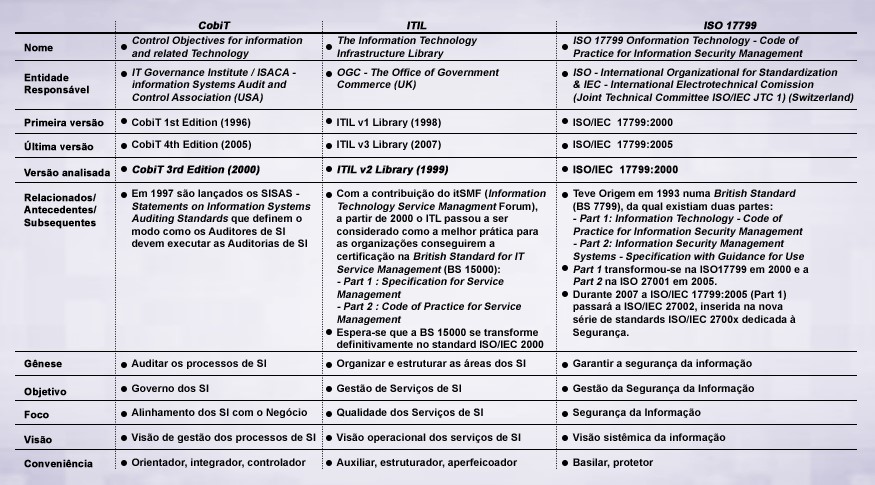 CobiT ITIL ISO 17799
Nome
● Control Objectives for information
and related Technology
● The Information Technology
Infrastructure Library
● ISO 17799 Onformation Technology - Code of
Practice for Information Security Management
Entidade
Responsável
● IT Governance Institute / ISACA -
information Systems Audit and
Control Association (USA)
● OGC - The Office of Government
Commerce (UK)
● ISO - International Organizational for Standardization
& IEC - International Electrotechnical Comission
(Joint Technical Committee ISO/IEC JTC 1) (Switzerland)
Primeira versão ● CobiT 1st Edition (1996) ● ITIL v1 Library (1998) ● ISO/IEC 17799:2000
Última versão ● CobiT 4th Edition (2005) ● ITIL v3 Library (2007) ● ISO/IEC 17799:2005
Versão analisada ● CobiT 3rd Edition (2000) ● ITIL v2 Library (1999) ● ISO/IEC 17799:2000
Relacionados/
Antecedentes/
Subsequentes
● Em 1997 são lançados os SISAS -
Statements on Information Systems
Auditing Standards que definem o
modo como os Auditores de SI
devem executar as Auditorias de SI
● Com a contribuição do itSMF (Information
Technology Service Managment Forum),
a partir de 2000 o ITL passou a ser
considerado como a melhor prática para
as organizações conseguirem a
certificação na British Standard for IT
Service Management (BS 15000):
- Part 1 : Specification for Service
Management
- Part 2 : Code of Practice for Service
Management
● Espera-se que a BS 15000 se transforme
definitivamente no standard ISO/IEC 2000
● Teve Origem em 1993 numa British Standard
(BS 7799), da qual existiam duas partes:
- Part 1: Information Technology - Code of
Practice for Information Security Management
- Part 2: Information Security Management
Systems - Specification with Guidance for Use
● Part 1 transformou-se na ISO17799 em 2000 e a
Part 2 na ISO 27001 em 2005.
● Durante 2007 a ISO/IEC 17799:2005 (Part 1)
passará a ISO/IEC 27002, inserida na nova
série de standards ISO/IEC 2700x dedicada à
Segurança.
Gênese ● Auditar os processos de SI ● Organizar e estruturar as áreas dos SI ● Garantir a segurança da informação
Objetivo ● Governo dos SI ● Gestão de Serviços de SI ● Gestão da Segurança da Informação
Foco ● Alinhamento dos SI com o Negócio ● Qualidade dos Serviços de SI ● Segurança da Informação
Visão ● Visão de gestão dos processos de SI ● Visão operacional dos serviços de SI ● Visão sistêmica da informação
Conveniência ● Orientador, integrador, controlador ● Auxiliar, estruturador, aperfeicoador ● Basilar, protetor